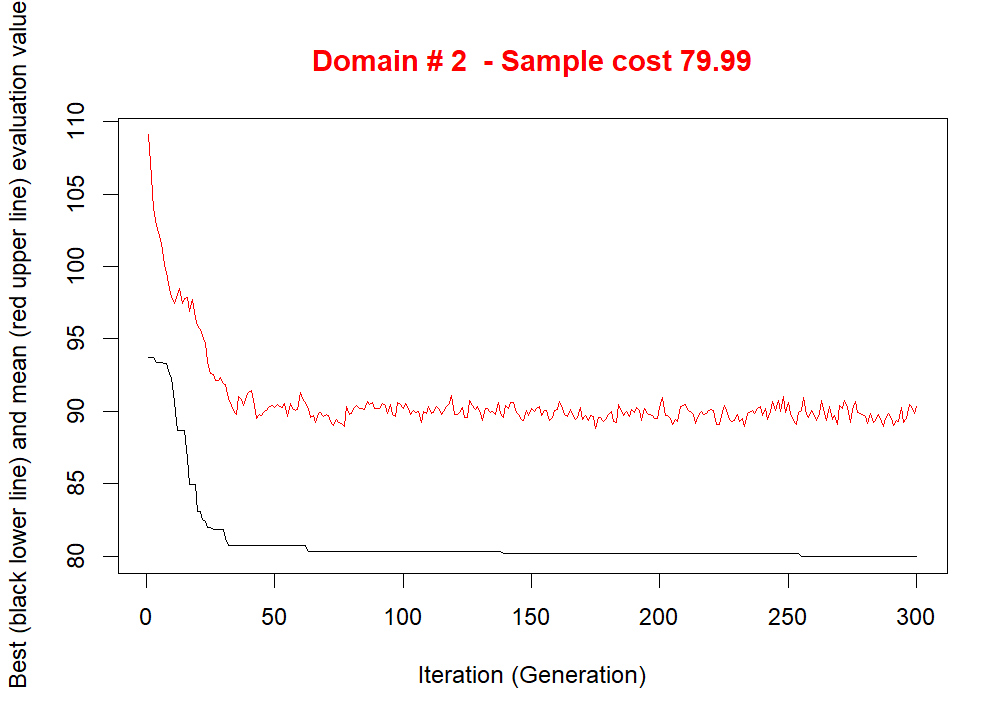 Domain # 2  - Sample cost 79.99
Best (black lower line) and mean (red upper line) evaluation value
110
105
100
95
90
85
80
0 50 100 150 200 250 300
Iteration (Generation)